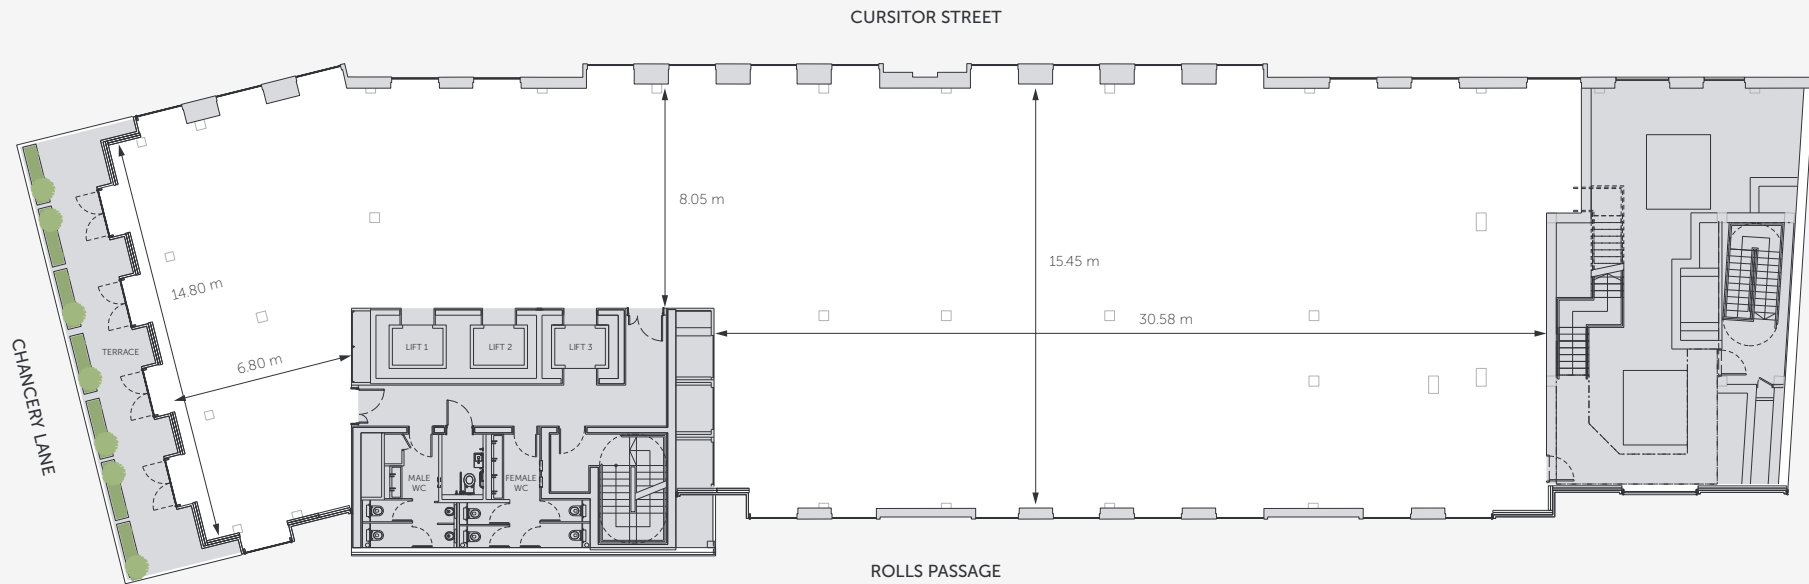 CURSITOR STREET
8.05 m
15.45 m
14.80 m
30.58 m
6.80 m
TERRACE
LIFT 1
LIFT 2
LIFT 3
CHANCERY LANE
MALE
WC
FEMALE
WC
ROLLS PASSAGE